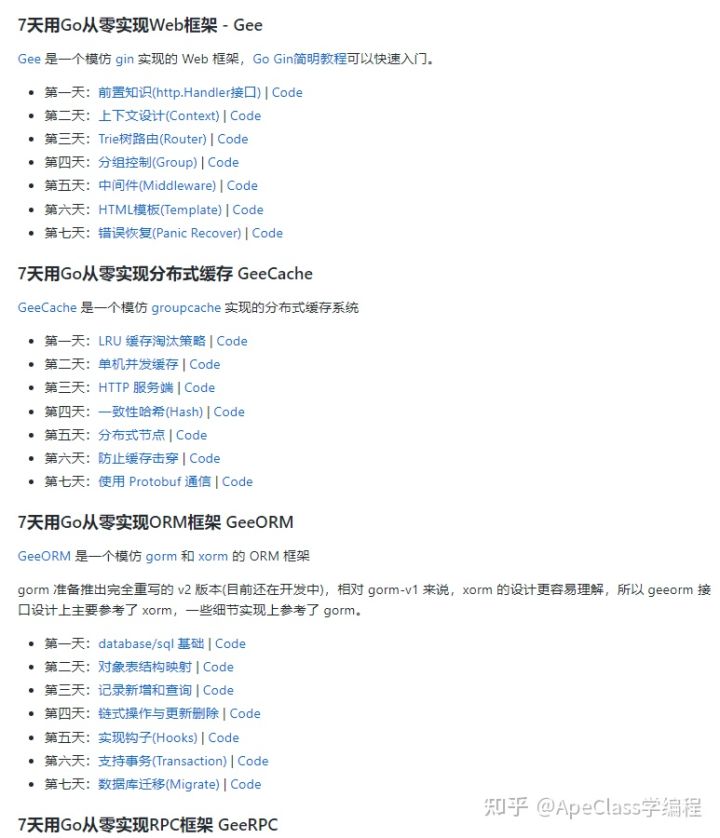 7天用Go从零实现Web框架 - Gee
Gee 是一个模仿 gin 实现的 Web 框架，Go Gin简明教程可以快速入门。
第一天：前置知识(http.Handler接口) | Code
第二天：上下文设计(Context) | Code
第三天：Trie树路由(Router) | Code
第四天：分组控制(Group) | Code
第五天：中间件(Middleware) | Code
第六天：HTML模板(Template) | Code
第七天：错误恢复(Panic Recover) | Code
7天用Go从零实现分布式缓存 GeeCache
GeeCache 是一个模仿 groupcache 实现的分布式缓存系统
第一天：LRU 缓存淘汰策略 | Code
第二天：单机并发缓存 | Code
第三天：HTTP 服务端 | Code
第四天：一致性哈希(Hash) | Code
第五天：分布式节点 | Code
第六天：防止缓存击穿 | Code
第七天：使用 Protobuf 通信 | Code
7天用Go从零实现ORM框架 GeeORM
GeeORM 是一个模仿 gorm 和 xorm 的 ORM 框架
gorm 准备推出完全重写的 v2 版本(目前还在开发中)，相对 gorm-v1 来说，xorm 的设计更容易理解，所以 geeorm 接
口设计上主要参考了 xorm，一些细节实现上参考了 gorm。
第一天：database/sql 基础 | Code
第二天：对象表结构映射 | Code
第三天：记录新增和查询 | Code
第四天：链式操作与更新删除 | Code
第五天：实现钩子(Hooks) | Code
第六天：支持事务(Transaction) | Code
第七天：数据库迁移(Migrate) | Code
7天用Go从零实现RPC框架 GeeRPC
知乎 @ApeClass学编程